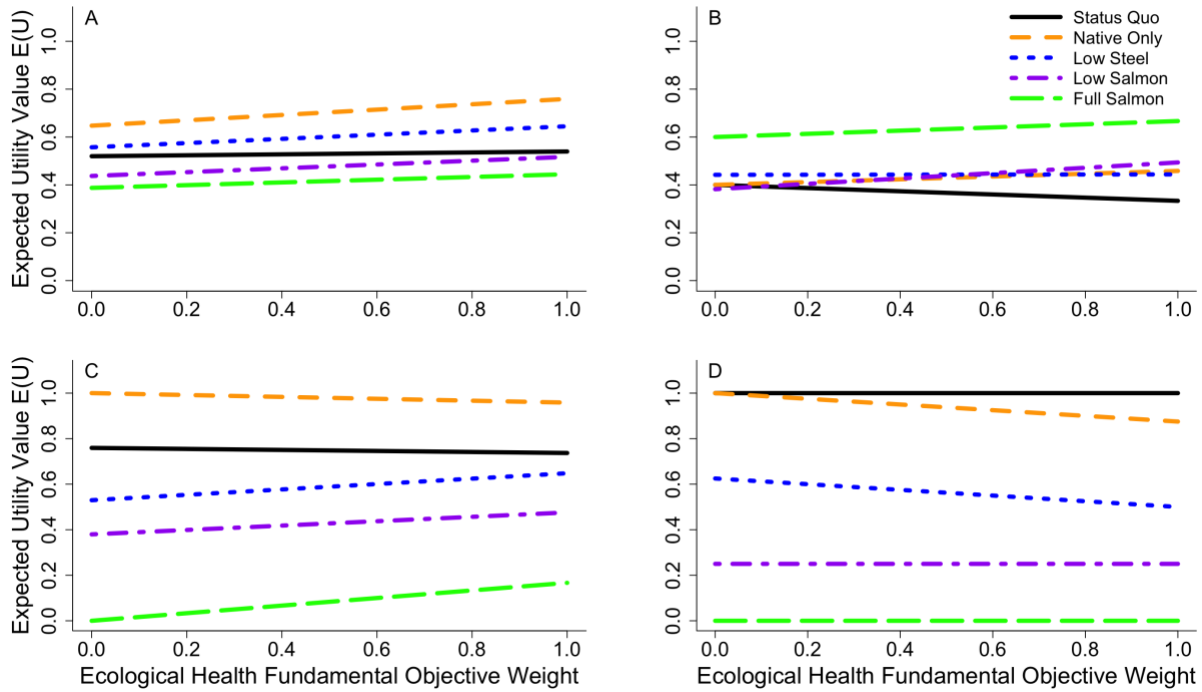 A
Expected Utility Value E(U)
1.0
0.8
0.6
0.4
0.2
0.0
0.0 0.2 0.4 0.6 0.8 1.0
B
Status Quo
Native Only
Low Steel
Low Salmon
Full Salmon
1.0
0.8
0.6
0.4
0.2
0.0
0.0 0.2 0.4 0.6 0.8 1.0
C
Expected Utility Value E(U)
1.0
0.8
0.6
0.4
0.2
0.0
0.0 0.2 0.4 0.6 0.8 1.0
Ecological Health Fundamental Objective Weight
D
1.0
0.8
0.6
0.4
0.2
0.0
0.0 0.2 0.4 0.6 0.8 1.0
Ecological Health Fundamental Objective Weight